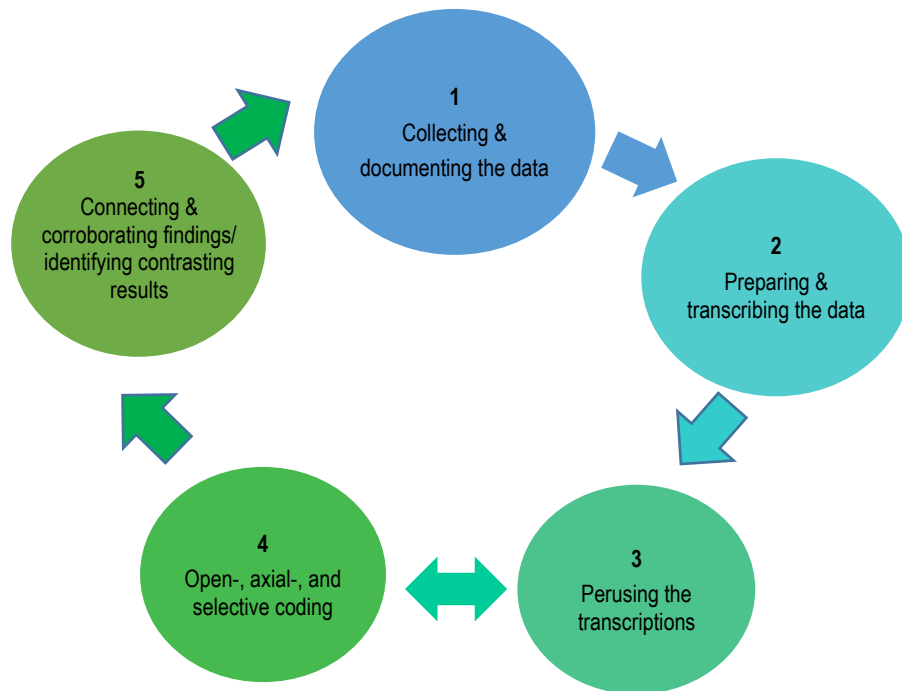 1
Collecting &
documenting the data
2
Preparing &
transcribing the data
3
Perusing the
transcriptions
4
Open-, axial-, and
selective coding
5
Connecting &
corroborating findings/
identifying contrasting
results